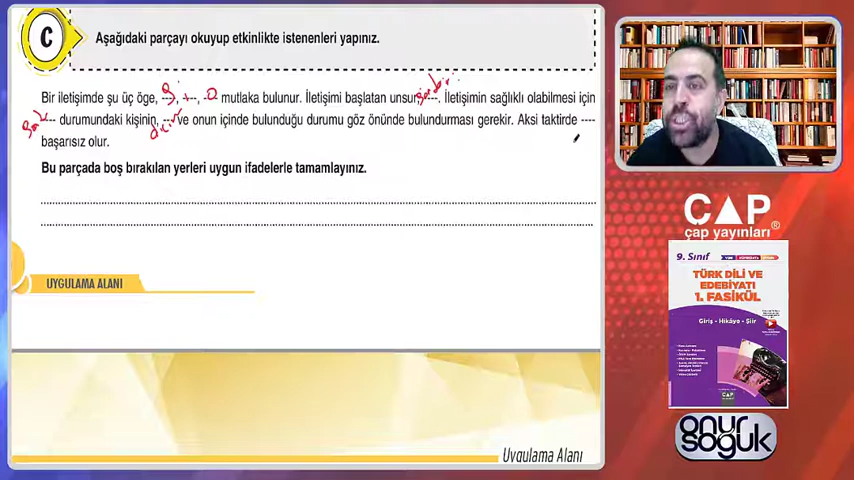 C
Aşağıdaki parçayı okuyup etkinlikte istenenleri yapınız.
Bir iletişimde şu üç öge, ---, ---, --- mutlaka bulunur. İletişimi başlatan unsur, ---. İletişimin sağlıklı olabilmesi için
---- durumundaki kişinin, ---- ve onun içinde bulunduğu durumu göz önünde bulundurması gerekir. Aksi taktirde ----
başarısız olur.
Bu parçada boş bırakılan yerleri uygun ifadelerle tamamlayınız.
UYGULAMA ALANI
Uygulama Alanı
ÇAP
çap yayınları®
9. Sınıf
TÜRK DİLİ VE
EDEBİYATI
1. FASİKÜL
Giriş - Hikâye - Şiir
ÇAP
onur
soğuk